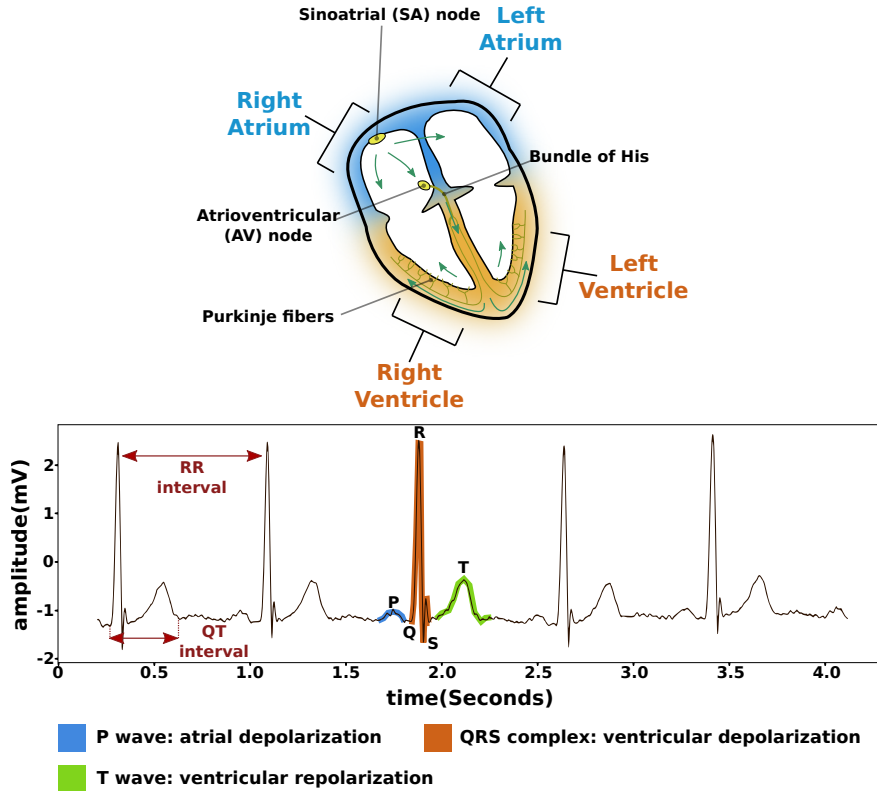 Sinoatrial (SA) node
Left
Atrium
Right
Atrium
Bundle of His
Atrioventricular
(AV) node
Left
Ventricle
Purkinje fibers
Right
Ventricle
amplitude(mV)
2
1
0
-1
-2
RR
interval
QT
interval
P
Q
R
S
T
0
0.5
1.0
1.5
2.0
2.5
3.0
3.5
4.0
time(Seconds)
P wave: atrial depolarization
QRS complex: ventricular depolarization
T wave: ventricular repolarization